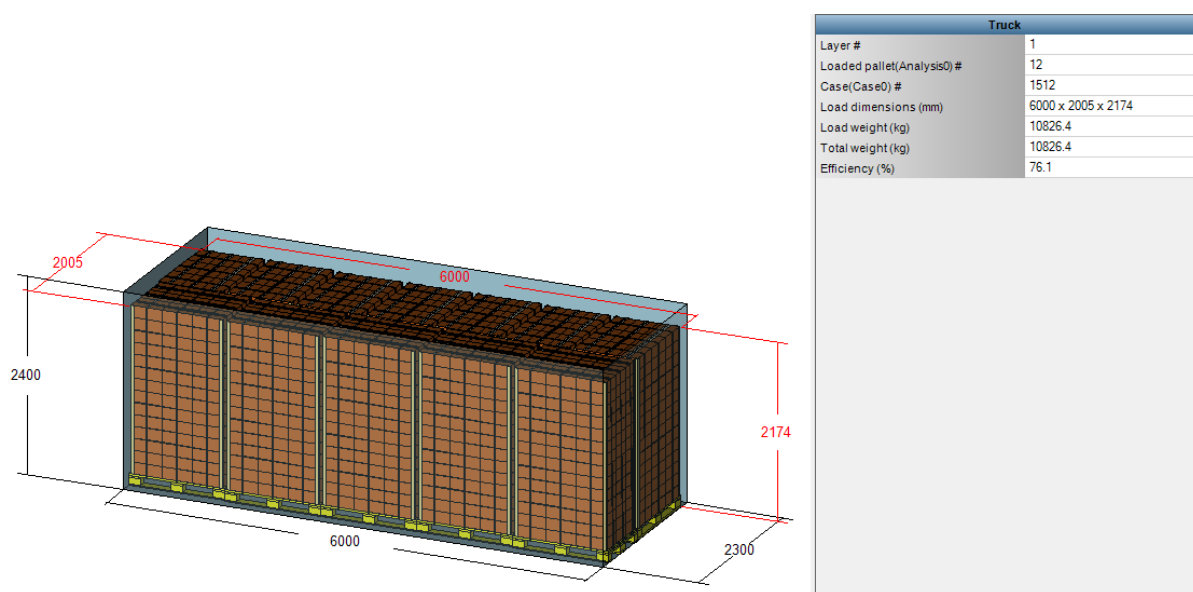 2005
6000
2400
2174
6000
2300
Truck
Layer # 1
Loaded pallet(Analysis0) # 12
Case(Case0) # 1512
Load dimensions (mm) 6000 x 2005 x 2174
Load weight (kg) 10826.4
Total weight (kg) 10826.4
Efficiency (%) 76.1